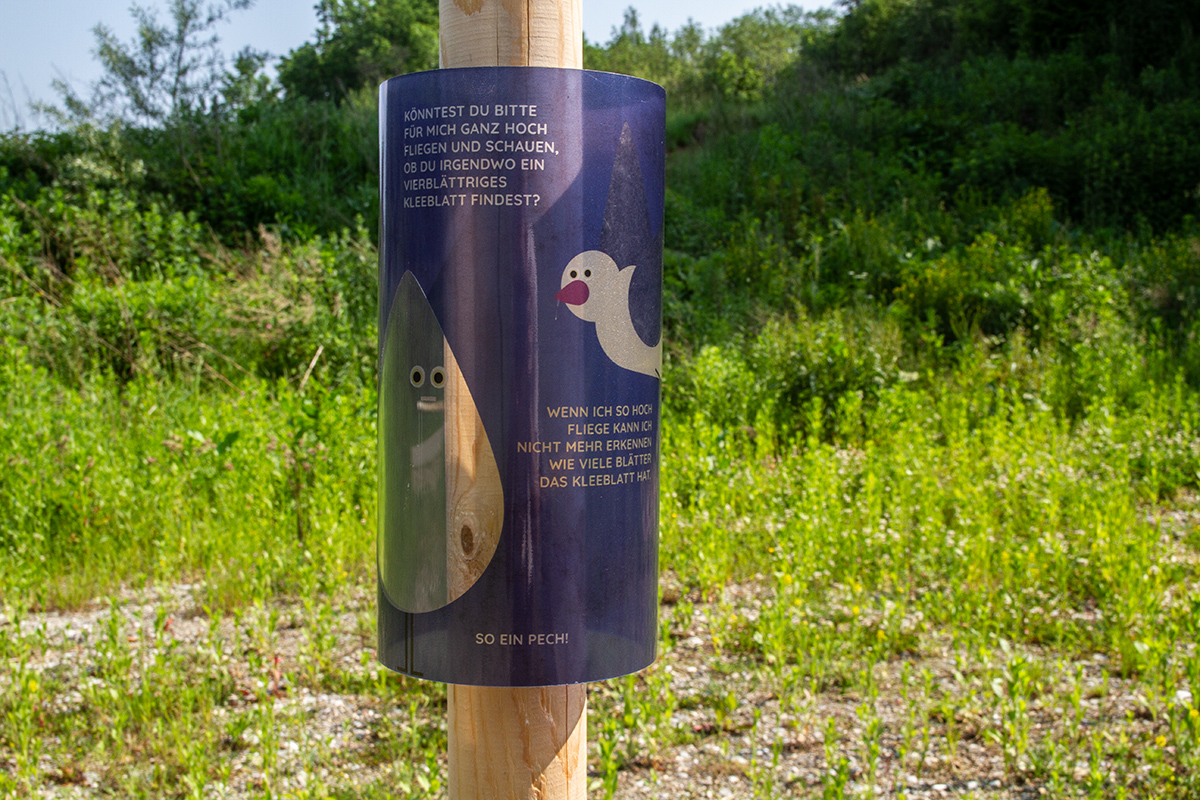 KÖNNTEST DU BITTE
FÜR MICH GANZ HOCH
FLIEGEN UND SCHAUEN,
OB DU IRGENDWO EIN
VIERBLÄTTRIGES
KLEEBLATT FINDEST?
WENN ICH SO HOCH
FLIEGE KANN ICH
NICHT MEHR ERKENNEN
WIE VIELE BLÄTTER
DAS KLEEBLATT HAT.
SO EIN PECH!